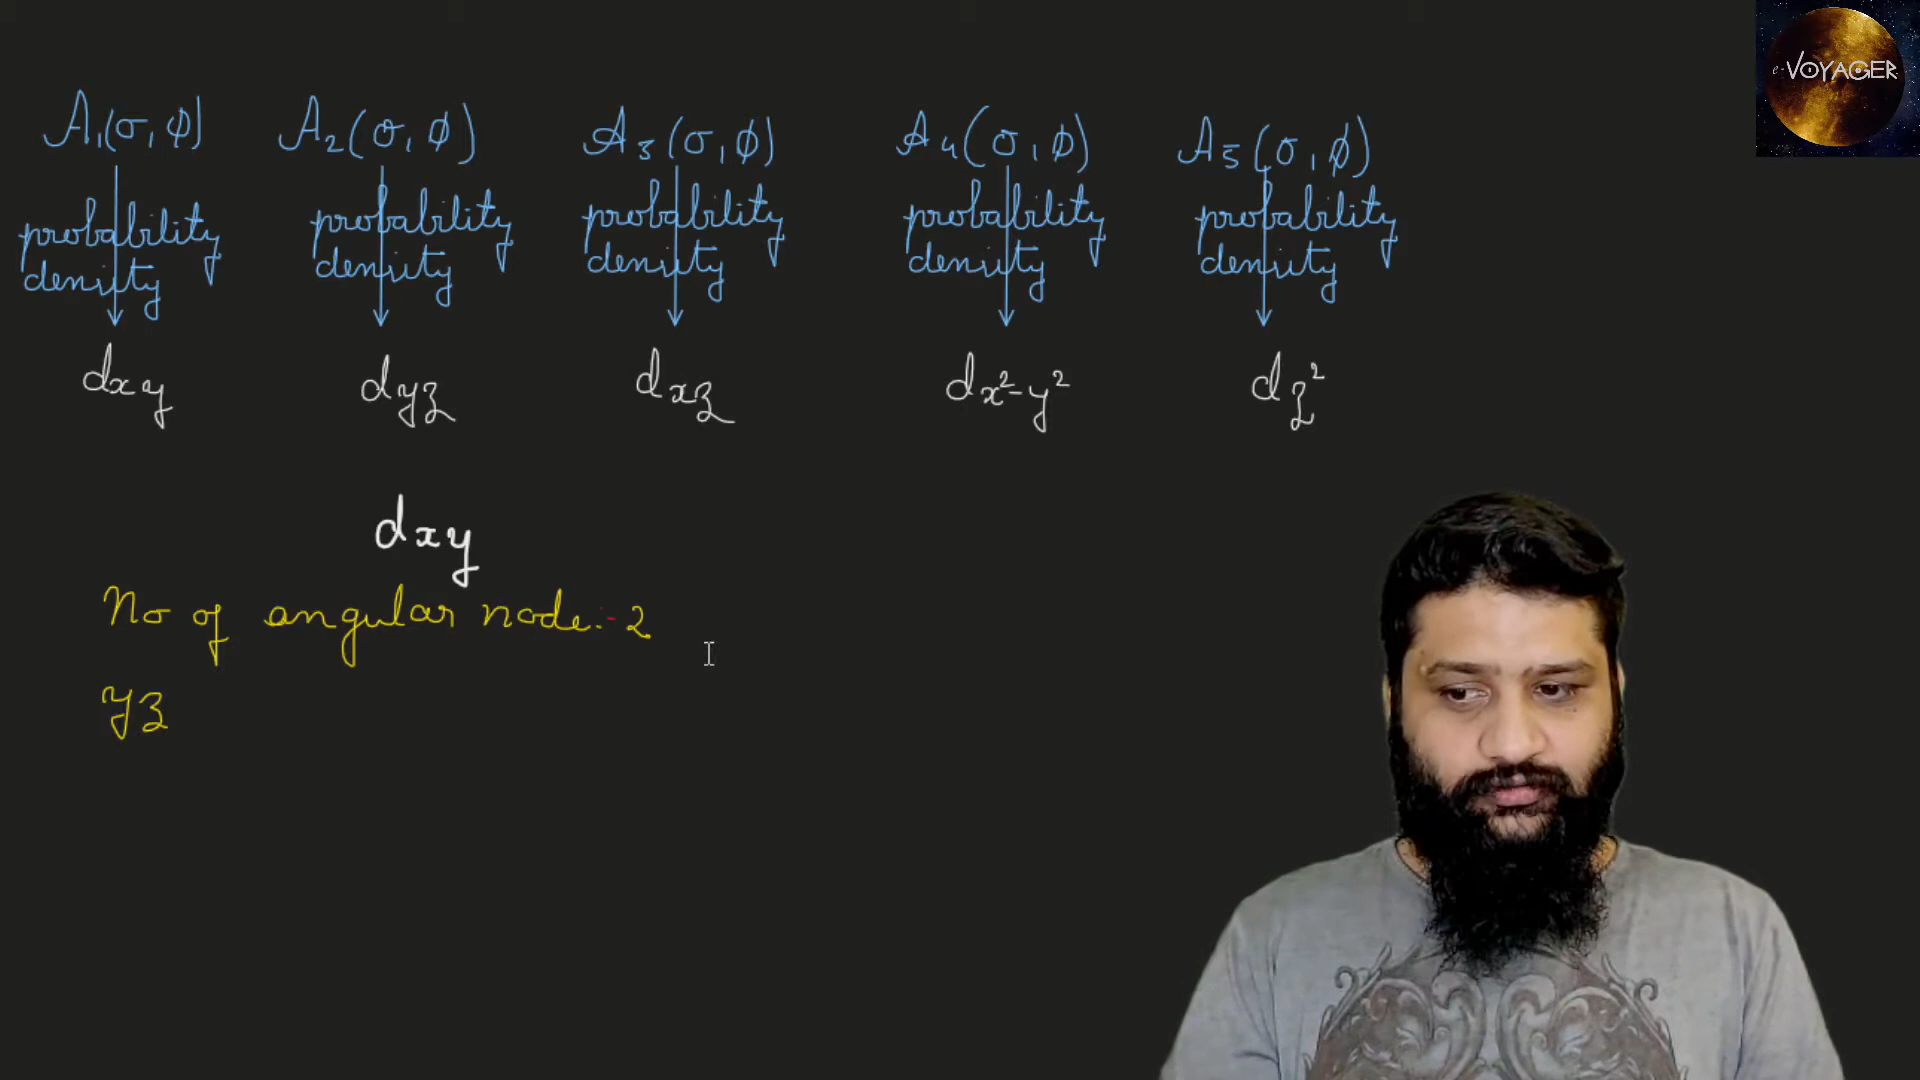 e-VOYAGER
A₁(σ, φ) A₂(σ, φ) A₃(σ, φ) A₄(σ, φ) A₅(σ, φ)
probability probability probability probability probability
density density density density density
dxy dyz dxz dx²-y² dz²
dxy
No of angular node:- 2
yz